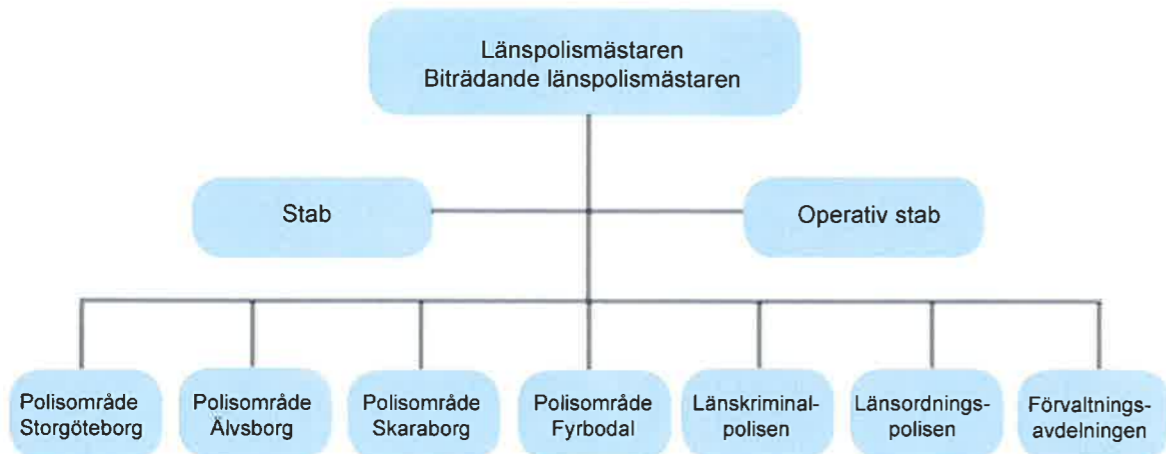 Länspolismästaren
Biträdande länspolismästaren
Stab
Operativ stab
Polisområde
Storgöteborg
Polisområde
Älvsborg
Polisområde
Skaraborg
Polisområde
Fyrbodal
Länskriminal-
polisen
Länsordnings-
polisen
Förvaltnings-
avdelningen